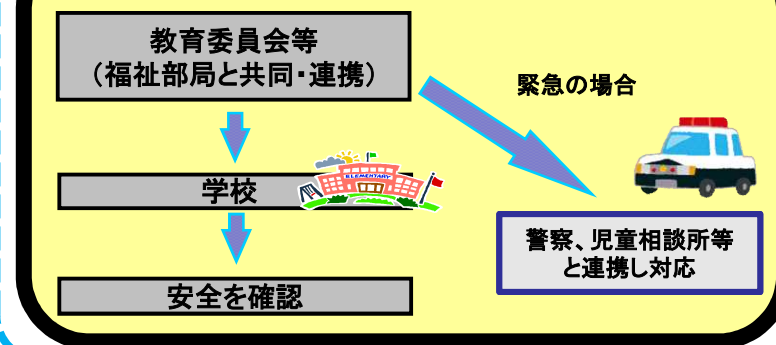 教育委員会等
（福祉部局と共同・連携）
緊急の場合
学校
ELEMENTARY
警察、児童相談所等
と連携し対応
安全を確認